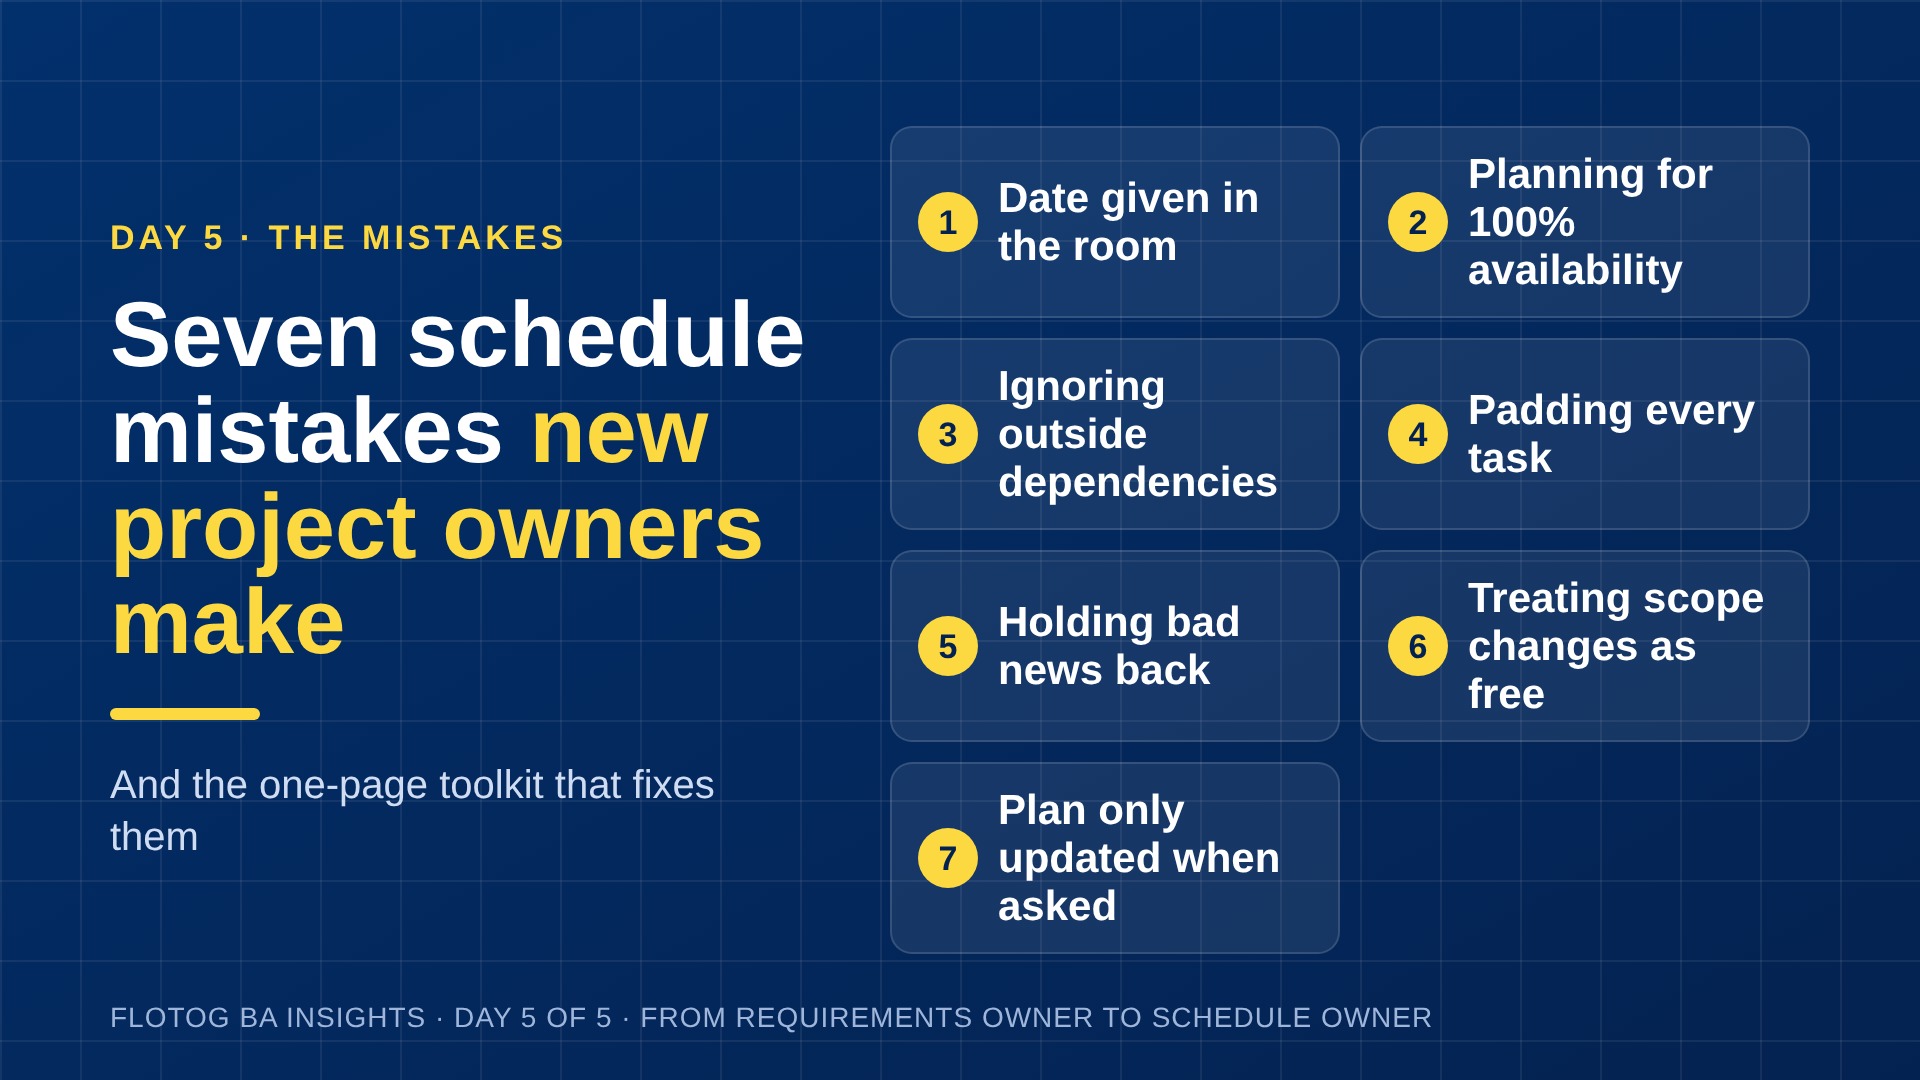 DAY 5 · THE MISTAKES
Seven schedule
mistakes new
project owners
make
And the one-page toolkit that fixes
them
1
Date given in
the room
2
Planning for
100%
availability
3
Ignoring
outside
dependencies
4
Padding every
task
5
Holding bad
news back
6
Treating scope
changes as
free
7
Plan only
updated when
asked
FLOTOG BA INSIGHTS · DAY 5 OF 5 · FROM REQUIREMENTS OWNER TO SCHEDULE OWNER